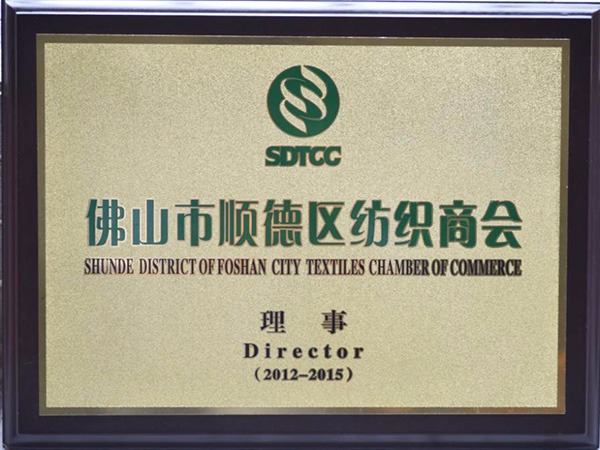 SDTCC
佛山市顺德区纺织商会
SHUNDE DISTRICT OF FOSHAN CITY TEXTILES CHAMBER OF COMMERCE
理 事
Director
(2012-2015)